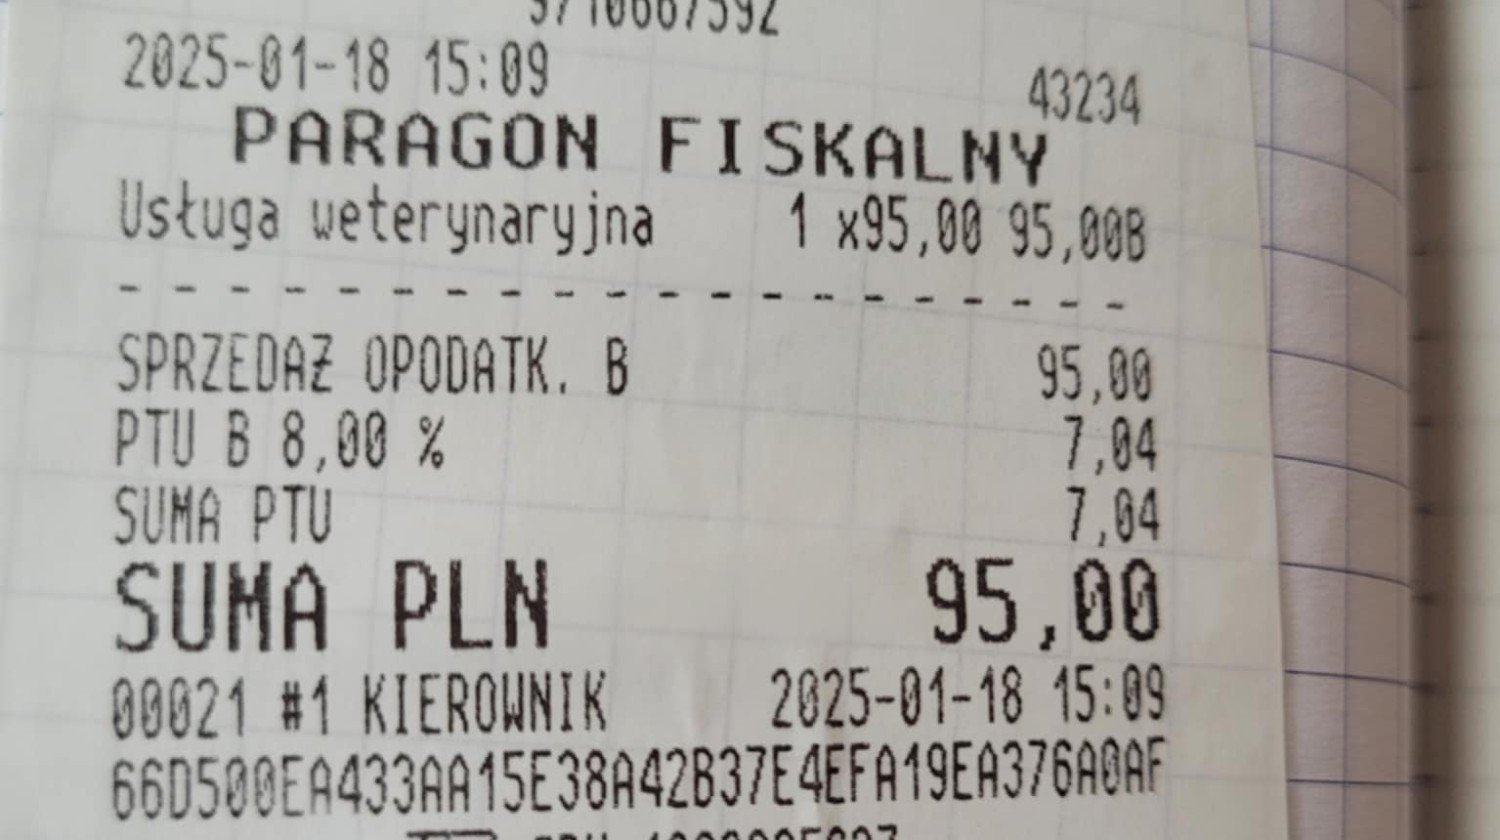 2025-01-18 15:09 43234
PARAGON FISKALNY
Usługa weterynaryjna 1 x95,00 95,00B
- - - - - - - - - - - - - - - - - - -
SPRZEDAŻ OPODATK. B 95,00
PTU B 8,00 % 7,04
SUMA PTU 7,04
SUMA PLN 95,00
00021 #1 KIEROWNIK 2025-01-18 15:09
66D500EA433AA15E38A42B37E4EFA19EA376A0AF